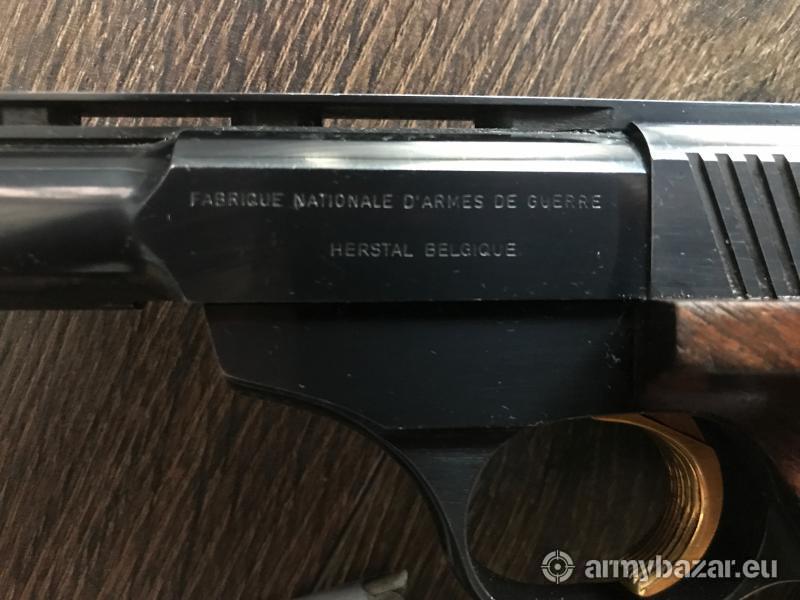 FABRIQUE NATIONALE D'ARMES DE GUERRE
HERSTAL BELGIQUE
armybazar.eu